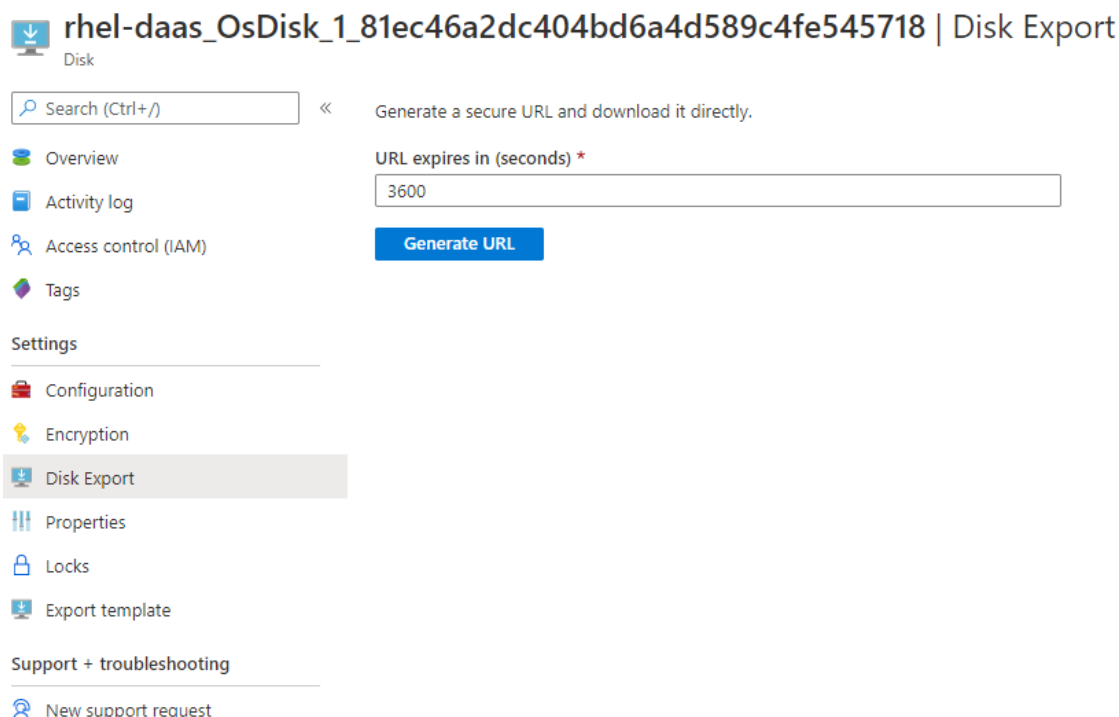 rhel-daas_OsDisk_1_81ec46a2dc404bd6a4d589c4fe545718 | Disk Export
Disk
Search (Ctrl+/)
«
Overview
Activity log
Access control (IAM)
Tags
Settings
Configuration
Encryption
Disk Export
Properties
Locks
Export template
Support + troubleshooting
New support request
Generate a secure URL and download it directly.
URL expires in (seconds) *
3600
Generate URL